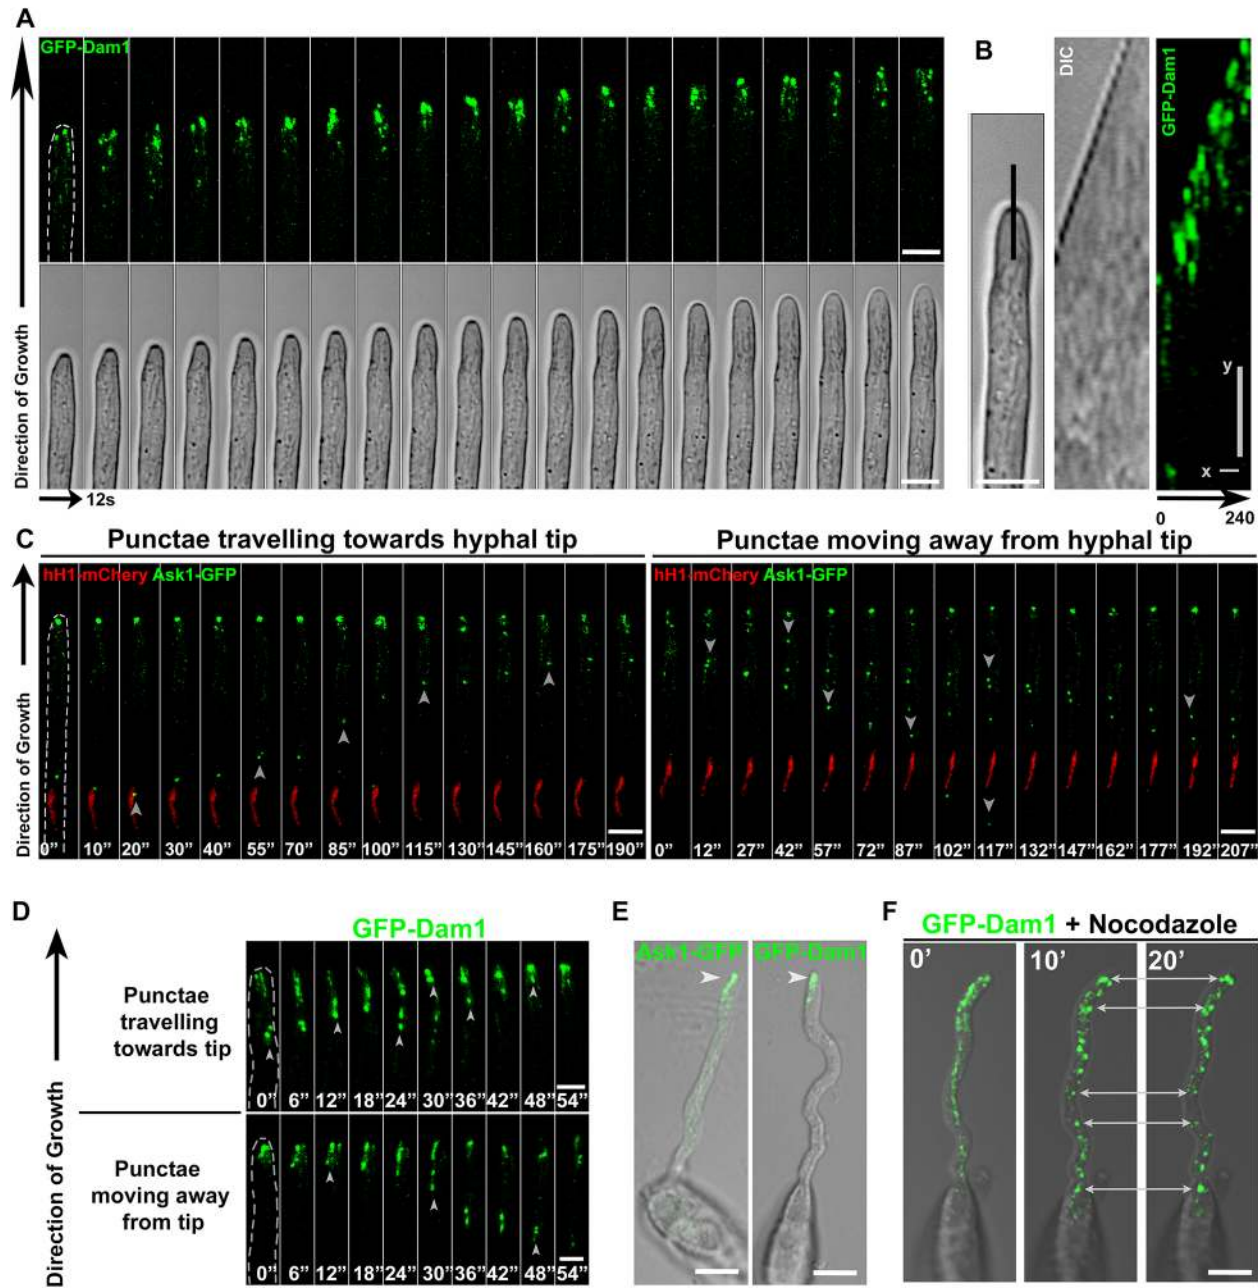 A
GFP-Dam1
Direction of Growth
12s
B
DIC
GFP-Dam1
y
x
0 240
C
Punctae travelling towards hyphal tip
Punctae moving away from hyphal tip
hH1-mCherry Ask1-GFP
hH1-mCherry Ask1-GFP
Direction of Growth
0” 10” 20” 30” 40” 55” 70” 85” 100” 115” 130” 145” 160” 175” 190”
0” 12” 27” 42” 57” 72” 87” 102” 117” 132” 147” 162” 177” 192” 207”
D
GFP-Dam1
Direction of Growth
Punctae
travelling
towards tip
0” 6” 12” 18” 24” 30” 36” 42” 48” 54”
Punctae
moving away
from tip
0” 6” 12” 18” 24” 30” 36” 42” 48” 54”
E
Ask1-GFP GFP-Dam1
F
GFP-Dam1 + Nocodazole
0’ 10’ 20’